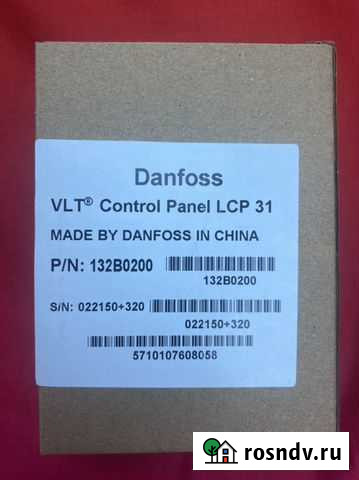 Danfoss
VLT® Control Panel LCP 31
MADE BY DANFOSS IN CHINA
P/N: 132B0200
132B0200
S/N: 022150+320
022150+320
5710107608058
rosndv.ru